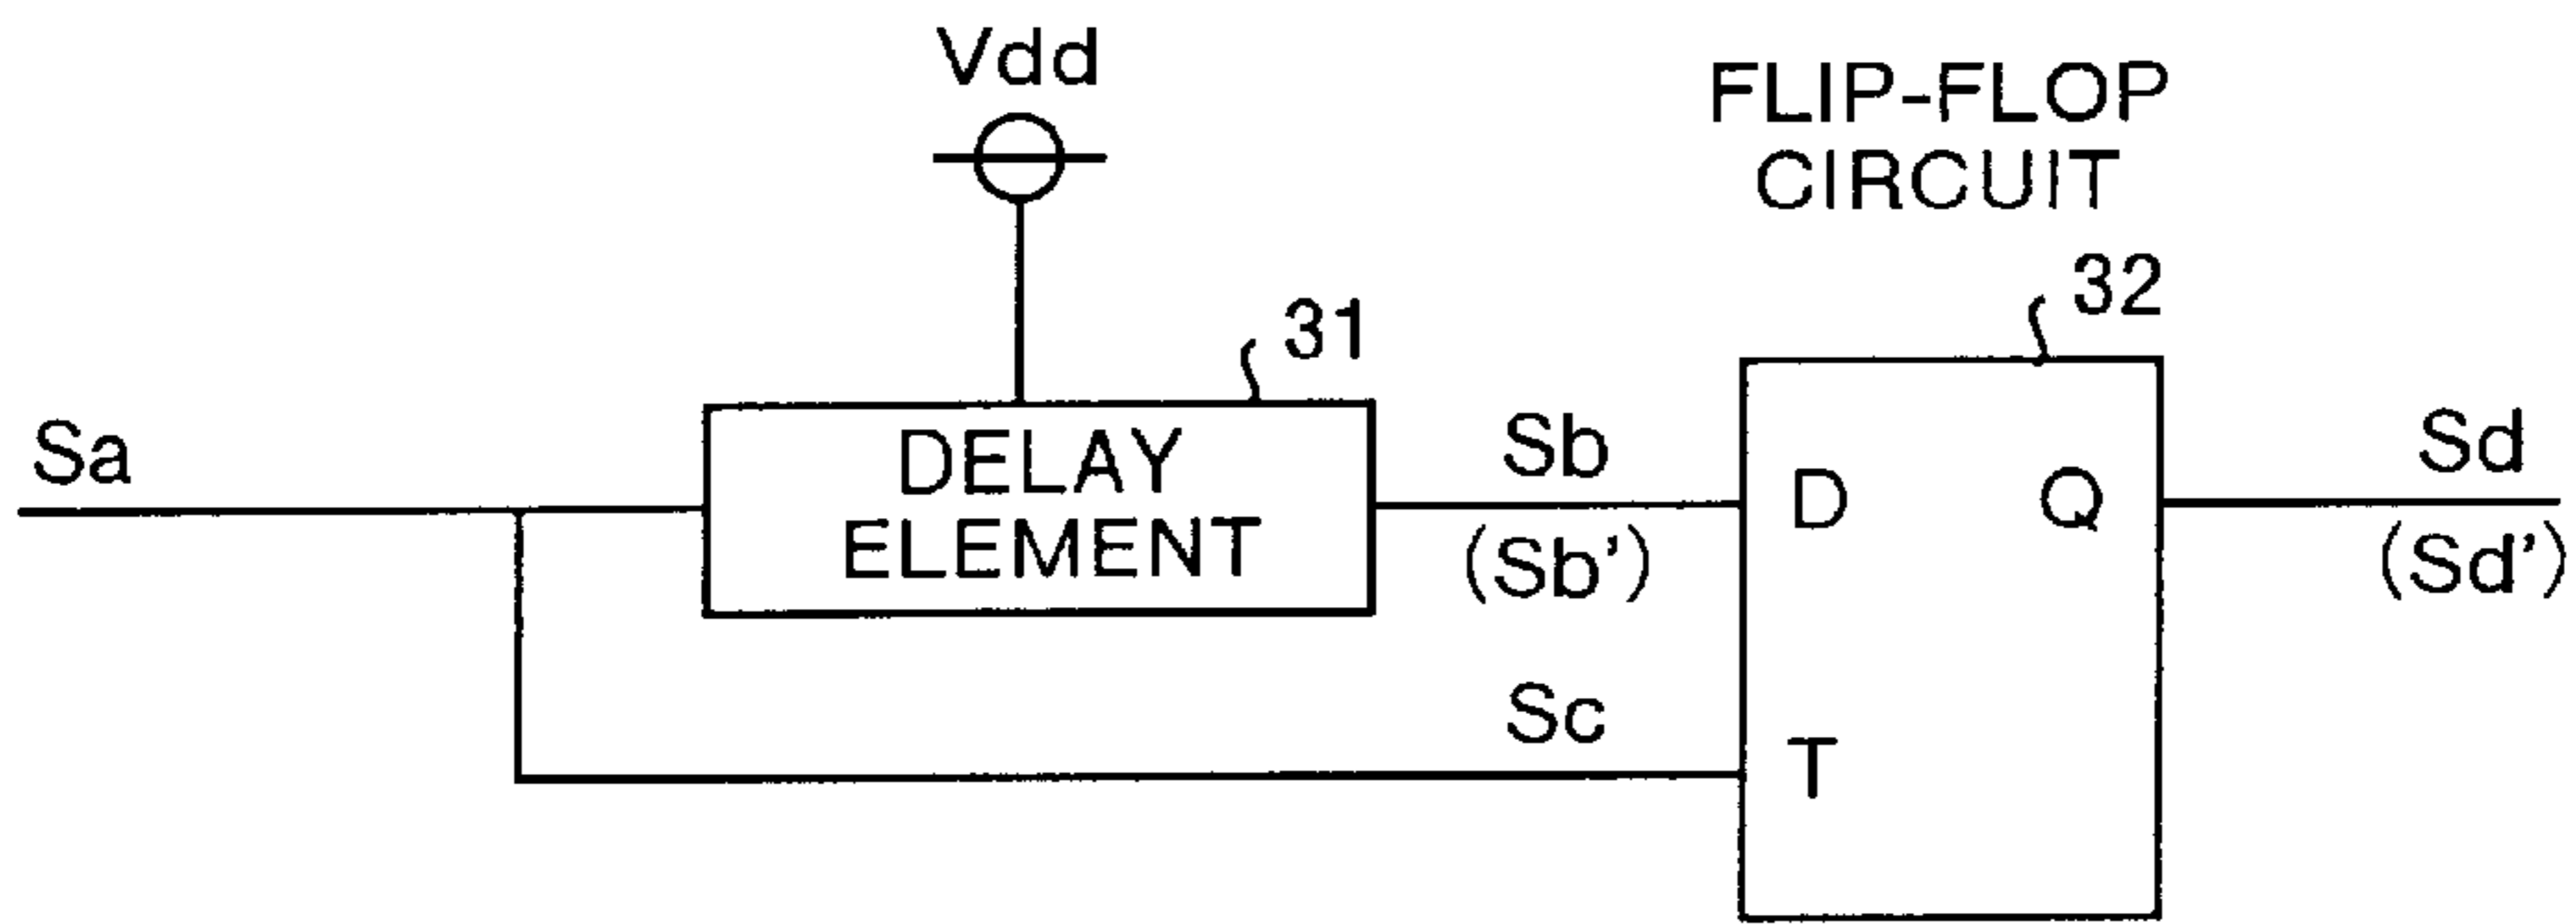 Vdd
FLIP-FLOP
CIRCUIT
32
31
Sa
DELAY
ELEMENT
Sb
(Sb')
D
Q
Sd
(Sd')
Sc
T